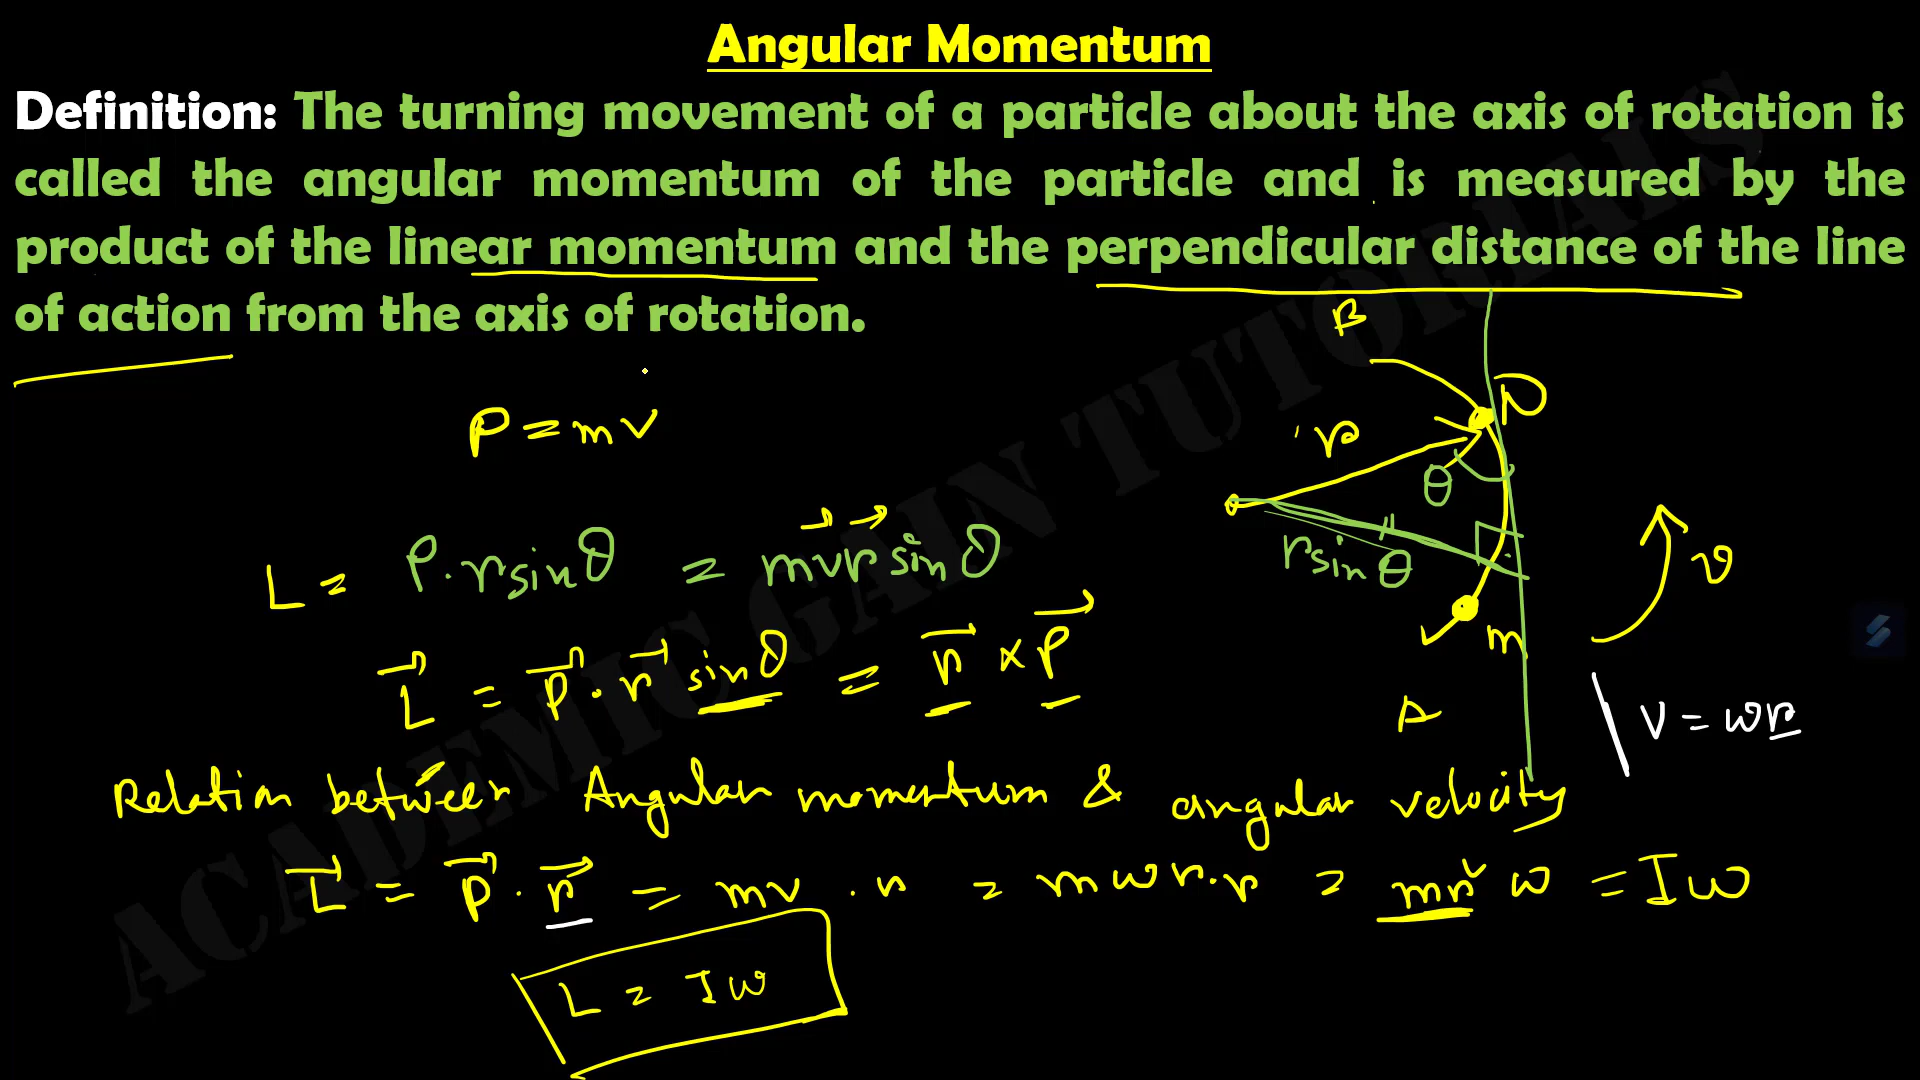 Angular Momentum
Definition: The turning movement of a particle about the axis of rotation is
called the angular momentum of the particle and is measured by the
product of the linear momentum and the perpendicular distance of the line
of action from the axis of rotation.
B
P = mv
r
P
θ
L = P·r sinθ = mvr sinθ
r sinθ
v
m
L = P·r sinθ = r × P
A
V = ωr
Relation between Angular momentum & angular velocity
L = P·r = mv·r = mωr·r = mr² ω = Iω
L = Iω
ACADEMIC GAIN TUTORIALS